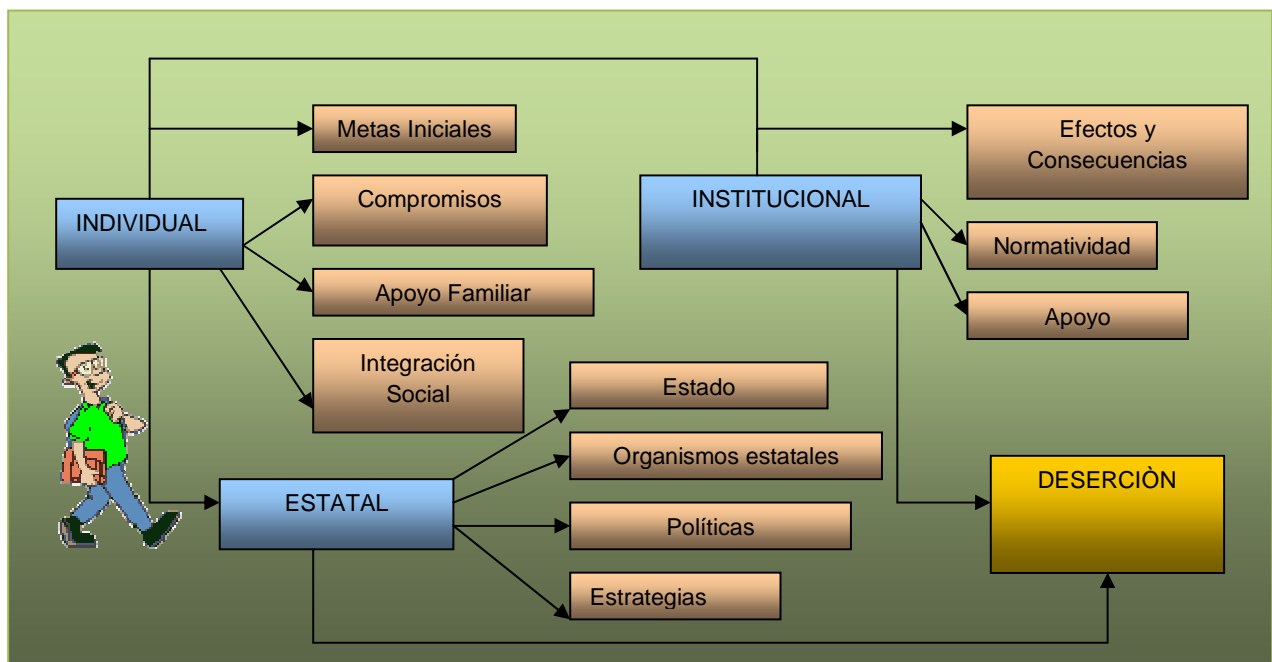 INDIVIDUAL
Metas Iniciales
Compromisos
Apoyo Familiar
Integración
Social
INSTITUCIONAL
Efectos y
Consecuencias
Normatividad
Apoyo
ESTATAL
Estado
Organismos estatales
Políticas
Estrategias
DESERCIÒN